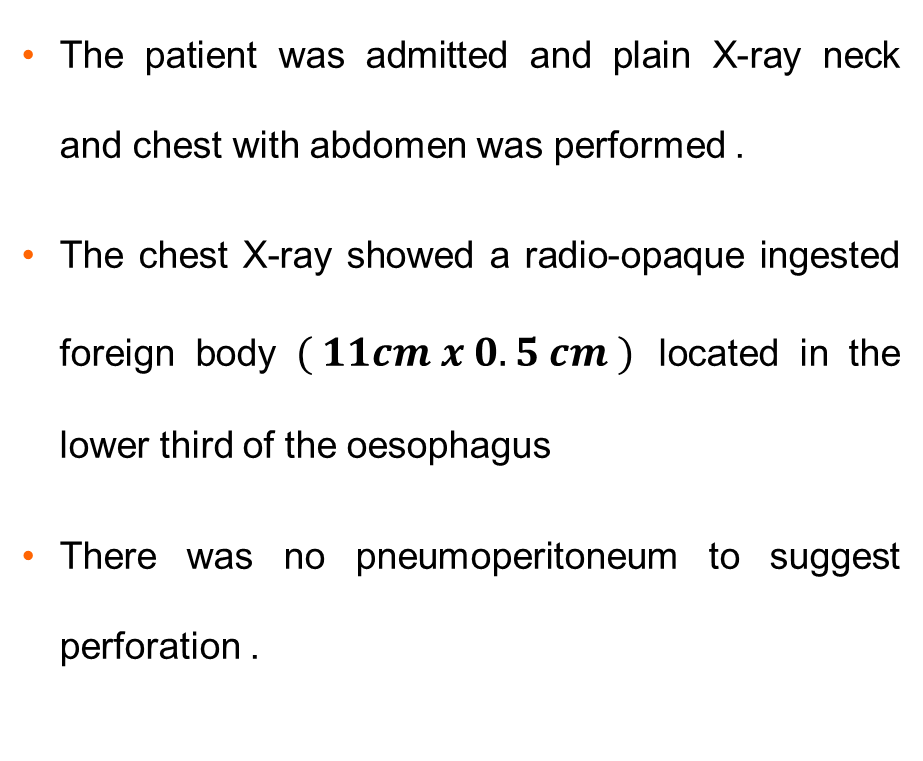 • The patient was admitted and plain X-ray neck
and chest with abdomen was performed .
• The chest X-ray showed a radio-opaque ingested
foreign body ( 11cm x 0. 5 cm ) located in the
lower third of the oesophagus
• There was no pneumoperitoneum to suggest
perforation .